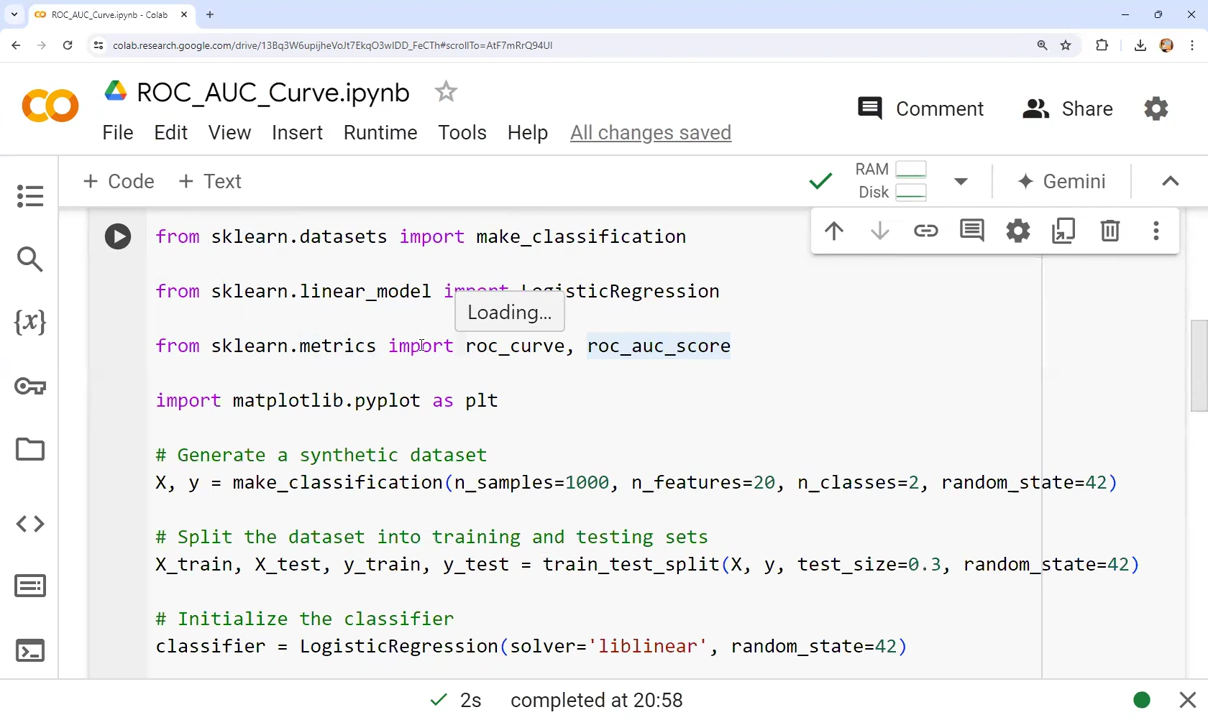 ROC_AUC_Curve.ipynb - Colab
colab.research.google.com/drive/13Bq3W6upijheVoJt7EkqO3wIDD_FeCTh#scrollTo=AtF7mRrQ94UI
ROC_AUC_Curve.ipynb
Comment
Share
File Edit View Insert Runtime Tools Help All changes saved
+ Code + Text
RAM
Disk
Gemini
from sklearn.datasets import make_classification
from sklearn.linear_model import LogisticRegression
Loading...
from sklearn.metrics import roc_curve, roc_auc_score
import matplotlib.pyplot as plt
# Generate a synthetic dataset
X, y = make_classification(n_samples=1000, n_features=20, n_classes=2, random_state=42)
# Split the dataset into training and testing sets
X_train, X_test, y_train, y_test = train_test_split(X, y, test_size=0.3, random_state=42)
# Initialize the classifier
classifier = LogisticRegression(solver='liblinear', random_state=42)
2s completed at 20:58